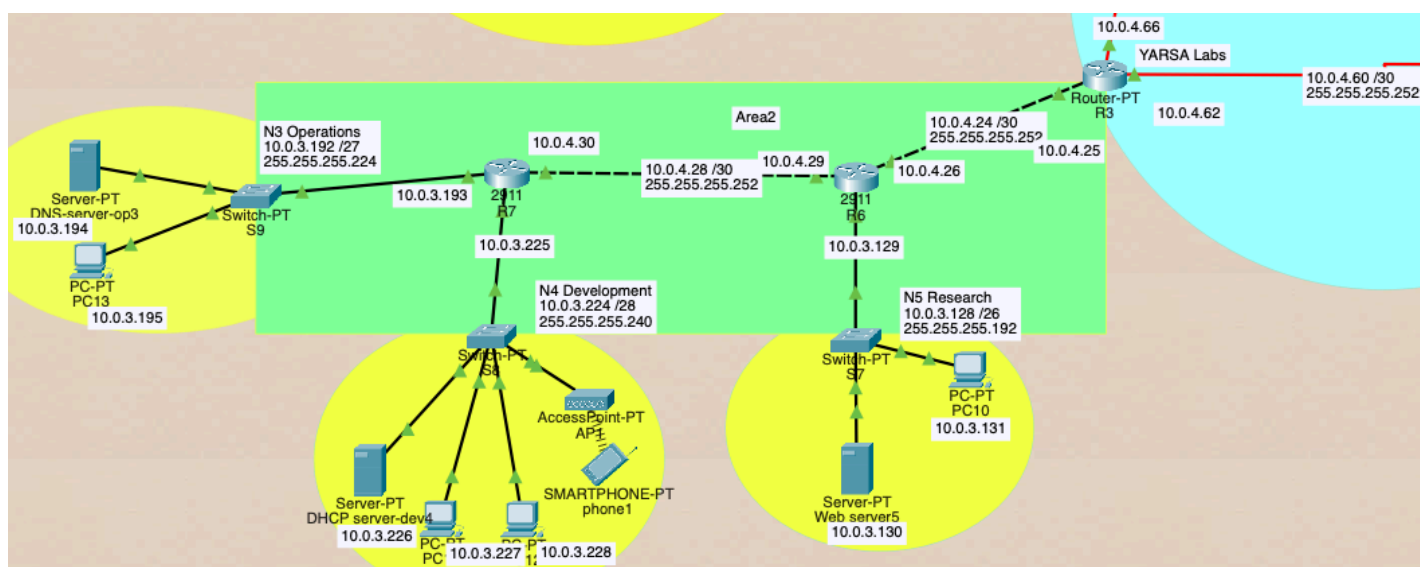 10.0.4.66
YARSA Labs
Router-PT
R3
10.0.4.60 /30
255.255.255.252
10.0.4.62
Area2
10.0.4.24 /30
255.255.255.252
10.0.4.25
N3 Operations
10.0.3.192 /27
255.255.255.224
10.0.4.30
10.0.4.28 /30
255.255.255.252
10.0.4.29
10.0.4.26
Server-PT
DNS-server-op3
10.0.3.194
Switch-PT
S9
10.0.3.193
2911
R7
2911
R6
PC-PT
PC13
10.0.3.195
10.0.3.225
10.0.3.129
N4 Development
10.0.3.224 /28
255.255.255.240
N5 Research
10.0.3.128 /26
255.255.255.192
Switch-PT
S8
Switch-PT
S7
PC-PT
PC10
10.0.3.131
AccessPoint-PT
AP1
SMARTPHONE-PT
phone1
Server-PT
DHCP server-dev4
10.0.3.226
PC-PT
10.0.3.227
10.0.3.228
Server-PT
Web server5
10.0.3.130